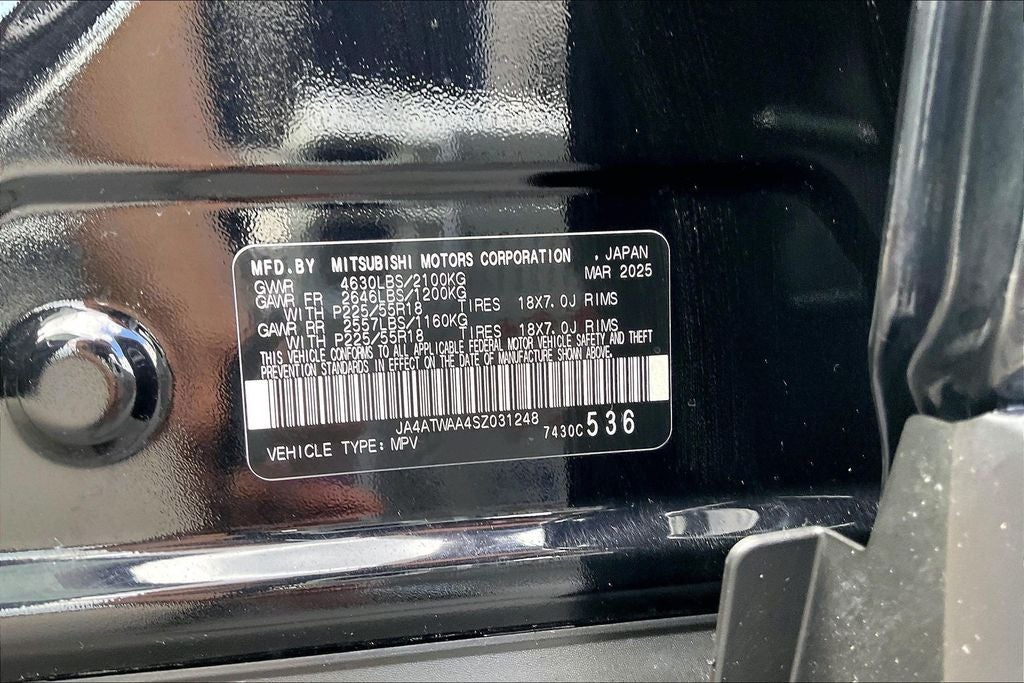 MFD.BY MITSUBISHI MOTORS CORPORATION , JAPAN
MAR 2025
GVWR 4630LBS/2100KG
GAWR FR 2646LBS/1200KG
WITH P225/55R18 TIRES 18X7.0J RIMS
GAWR RR 2557LBS/1160KG
WITH P225/55R18 TIRES 18X7.0J RIMS
THIS VEHICLE CONFORMS TO ALL APPLICABLE FEDERAL MOTOR VEHICLE SAFETY AND THEFT
PREVENTION STANDARDS IN EFFECT ON THE DATE OF MANUFACTURE SHOWN ABOVE.
JA4ATWAA4SZ031248
7430C 536
VEHICLE TYPE: MPV